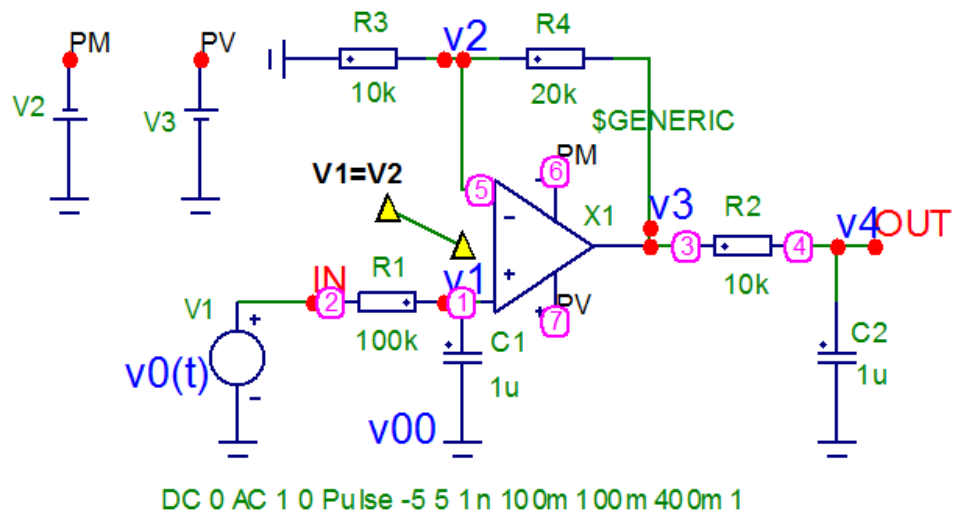 PM
V2
PV
V3
R3
10k
v2
R4
20k
$GENERIC
V1=V2
5
-
PM
6
X1
v3
3
R2
10k
4
v4
OUT
IN
2
R1
100k
v1
1
+
PV
7
V1
+
-
v0(t)
C1
1u
v00
C2
1u
DC 0 AC 1 0 Pulse -5 5 1n 100m 100m 400m 1